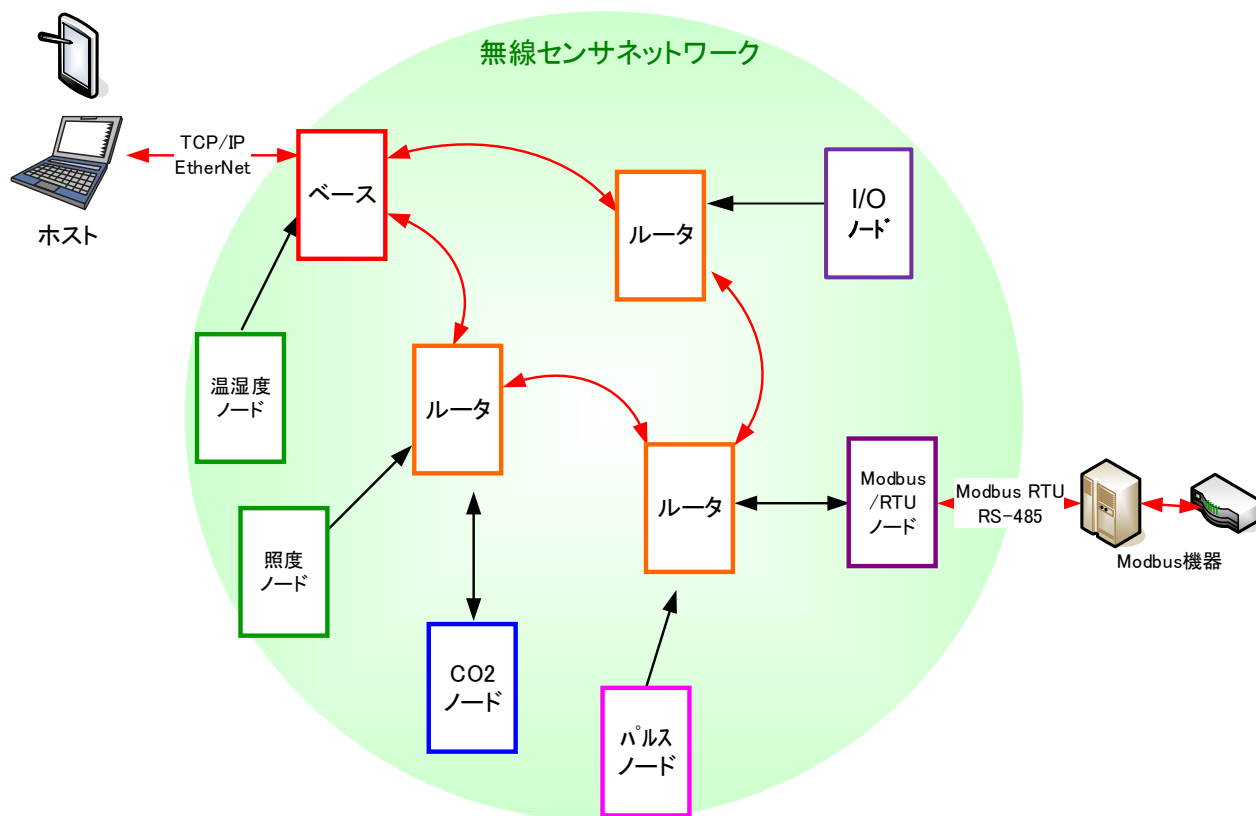 無線センサネットワーク
TCP/IP
EtherNet
ホスト
ベース
ルータ
I/O
ノード
温湿度
ノード
ルータ
照度
ノード
ルータ
Modbus
/RTU
ノード
Modbus RTU
RS-485
Modbus機器
CO2
ノード
パルス
ノード